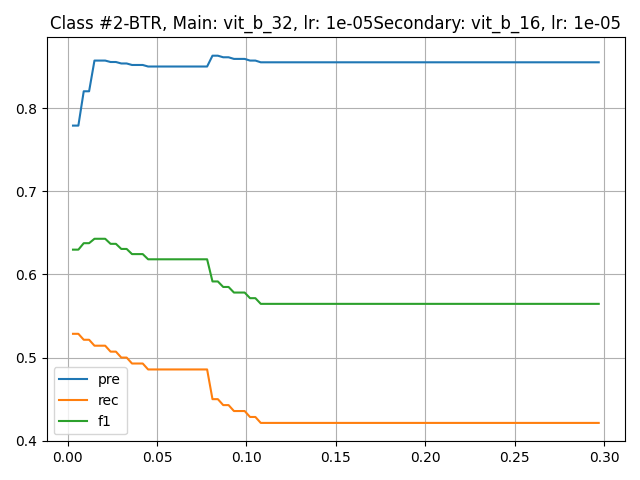 Class #2-BTR, Main: vit_b_32, lr: 1e-05Secondary: vit_b_16, lr: 1e-05
0.8
0.7
0.6
0.5
0.4
pre
rec
f1
0.00 0.05 0.10 0.15 0.20 0.25 0.30